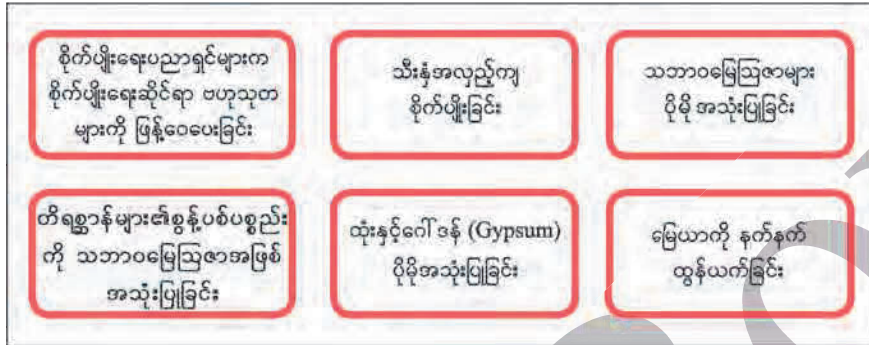 စိုက်ပျိုးရေးပညာရှင်များက
စိုက်ပျိုးရေးဆိုင်ရာ ဗဟုသုတ
များကို ဖြန့်ဝေပေးခြင်း
သီးနှံအလှည့်ကျ
စိုက်ပျိုးခြင်း
သဘာဝမြေဩဇာများ
ပိုမို အသုံးပြုခြင်း
တိရစ္ဆာန်များ၏စွန့်ပစ်ပစ္စည်း
ကို သဘာဝမြေဩဇာအဖြစ်
အသုံးပြုခြင်း
ထုံးနှင့်ဂေါ်ဒန် (Gypsum)
ပိုမိုအသုံးပြုခြင်း
မြေယာကို နက်နက်
ထွန်ယက်ခြင်း